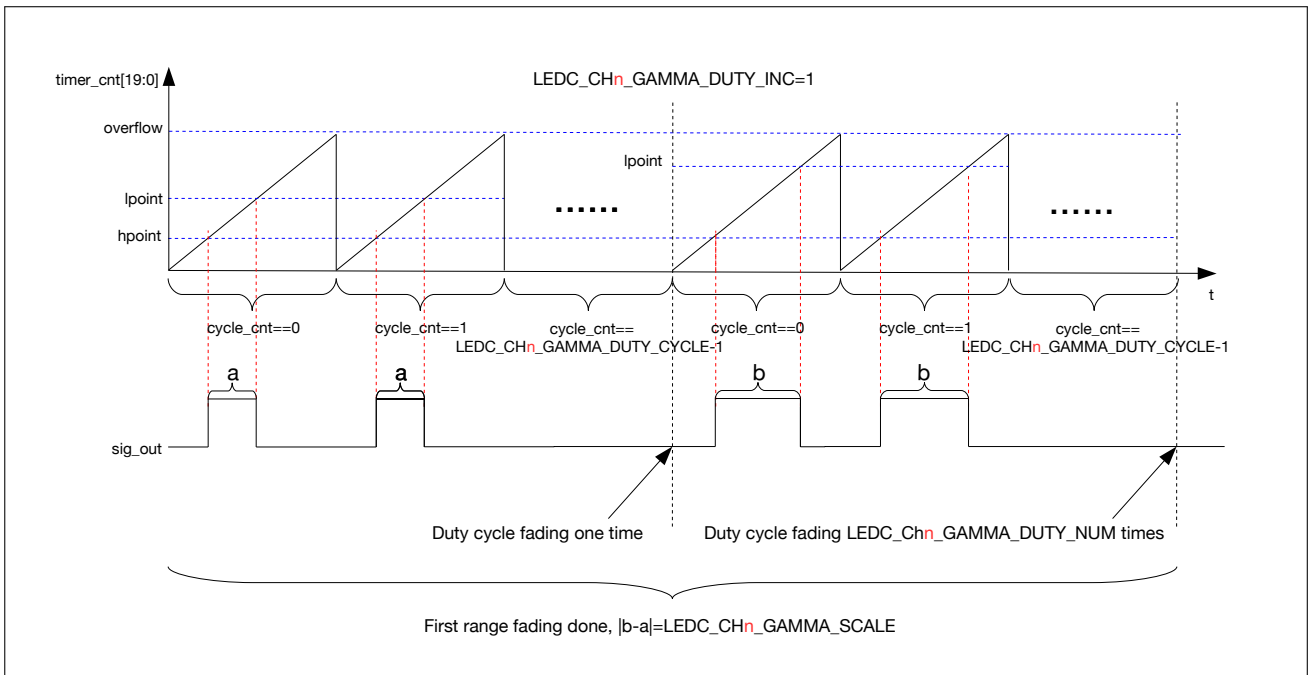 timer_cnt[19:0]
LEDC_CHn_GAMMA_DUTY_INC=1
overflow
lpoint
lpoint
hpoint
......
......
t
cycle_cnt==0
cycle_cnt==1
cycle_cnt==
LEDC_CHn_GAMMA_DUTY_CYCLE-1
cycle_cnt==0
cycle_cnt==1
cycle_cnt==
LEDC_CHn_GAMMA_DUTY_CYCLE-1
a
a
b
b
sig_out
Duty cycle fading one time
Duty cycle fading LEDC_Chn_GAMMA_DUTY_NUM times
First range fading done, |b-a|=LEDC_CHn_GAMMA_SCALE